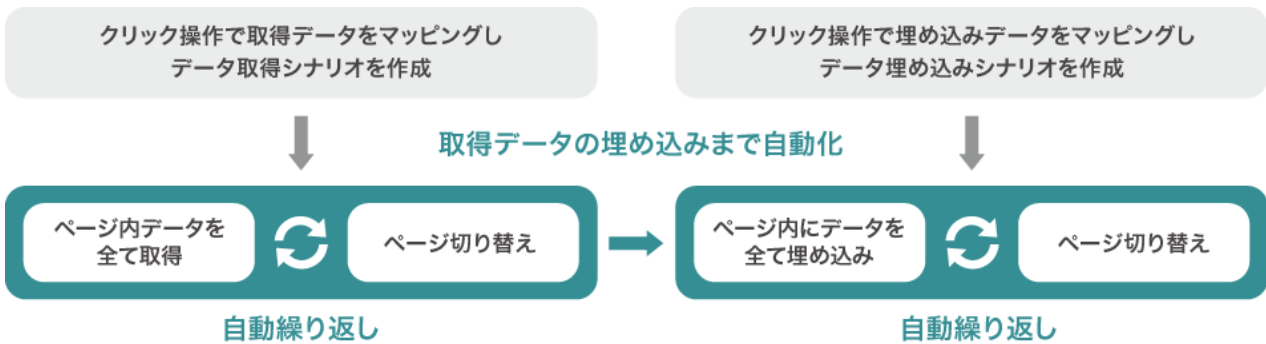 クリック操作で取得データをマッピングし
データ取得シナリオを作成
クリック操作で埋め込みデータをマッピングし
データ埋め込みシナリオを作成
取得データの埋め込みまで自動化
ページ内データを
全て取得
ページ切り替え
ページ内にデータを
全て埋め込み
ページ切り替え
自動繰り返し
自動繰り返し